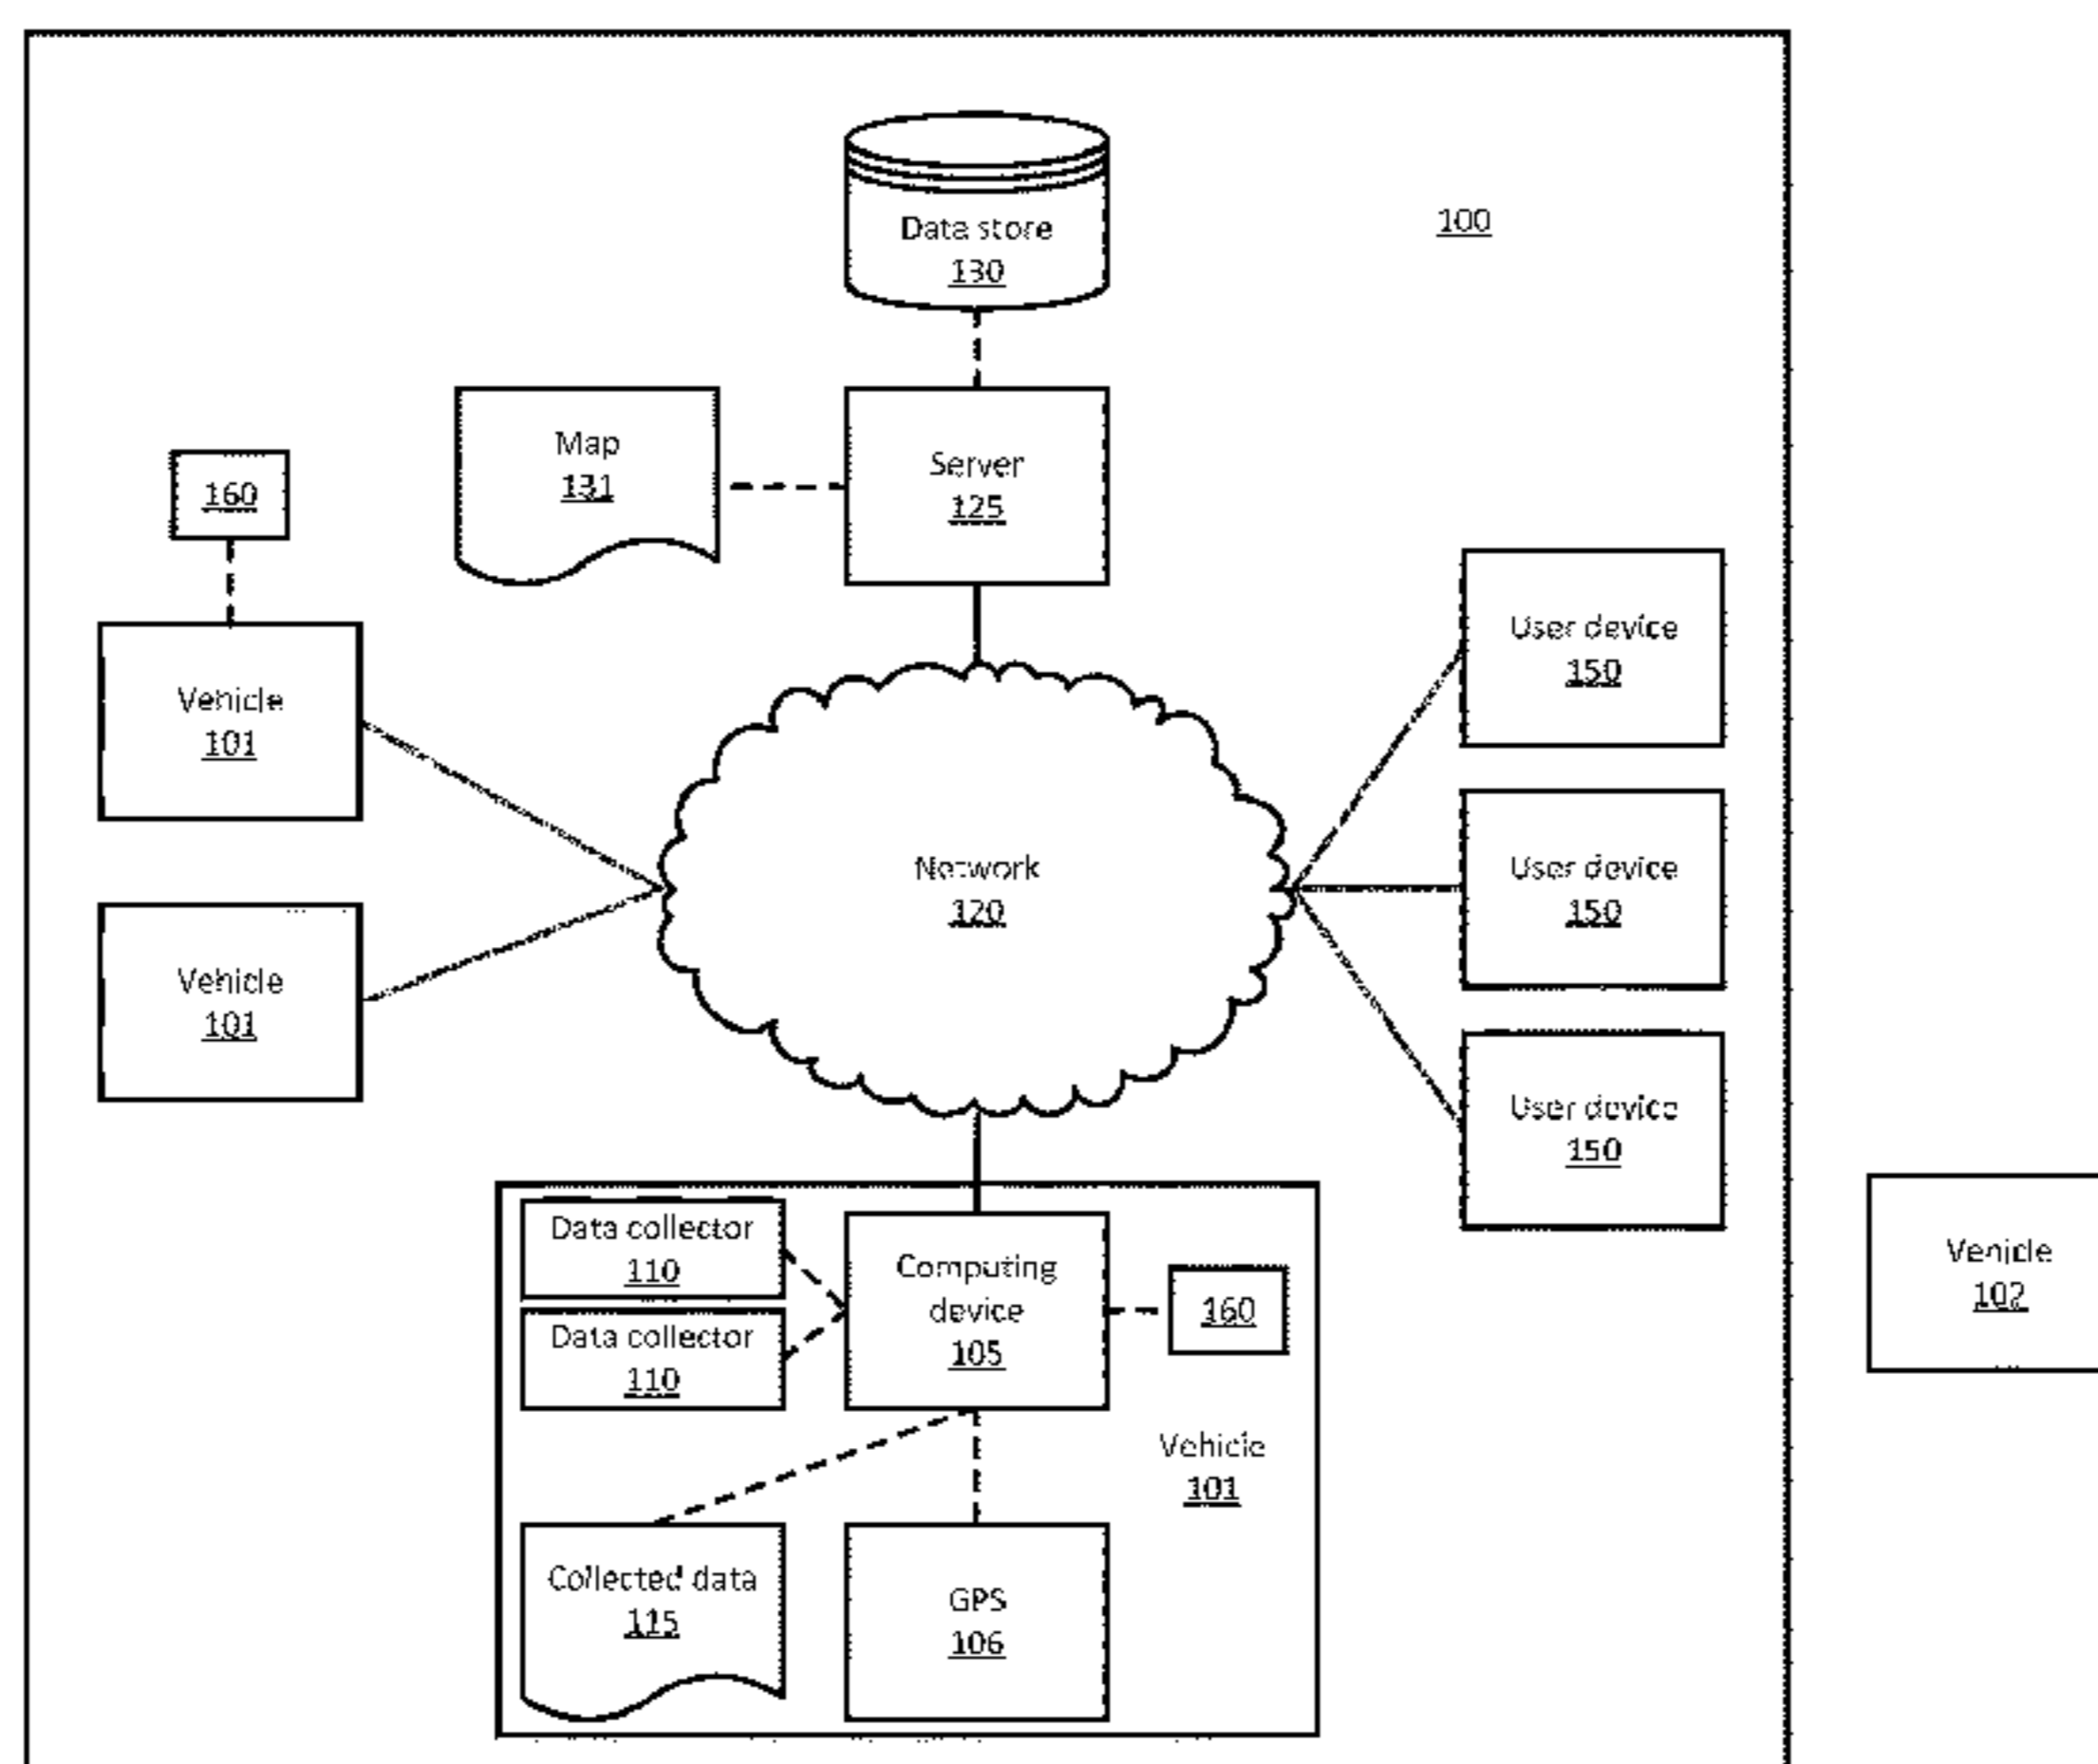 Data store
130
100
Map
131
Server
125
160
Vehicle
101
User device
150
Network
120
User device
150
Vehicle
101
User device
150
Data collector
110
Data collector
110
Computing
device
105
160
Vehicle
101
Vehicle
102
Collected data
115
GPS
106